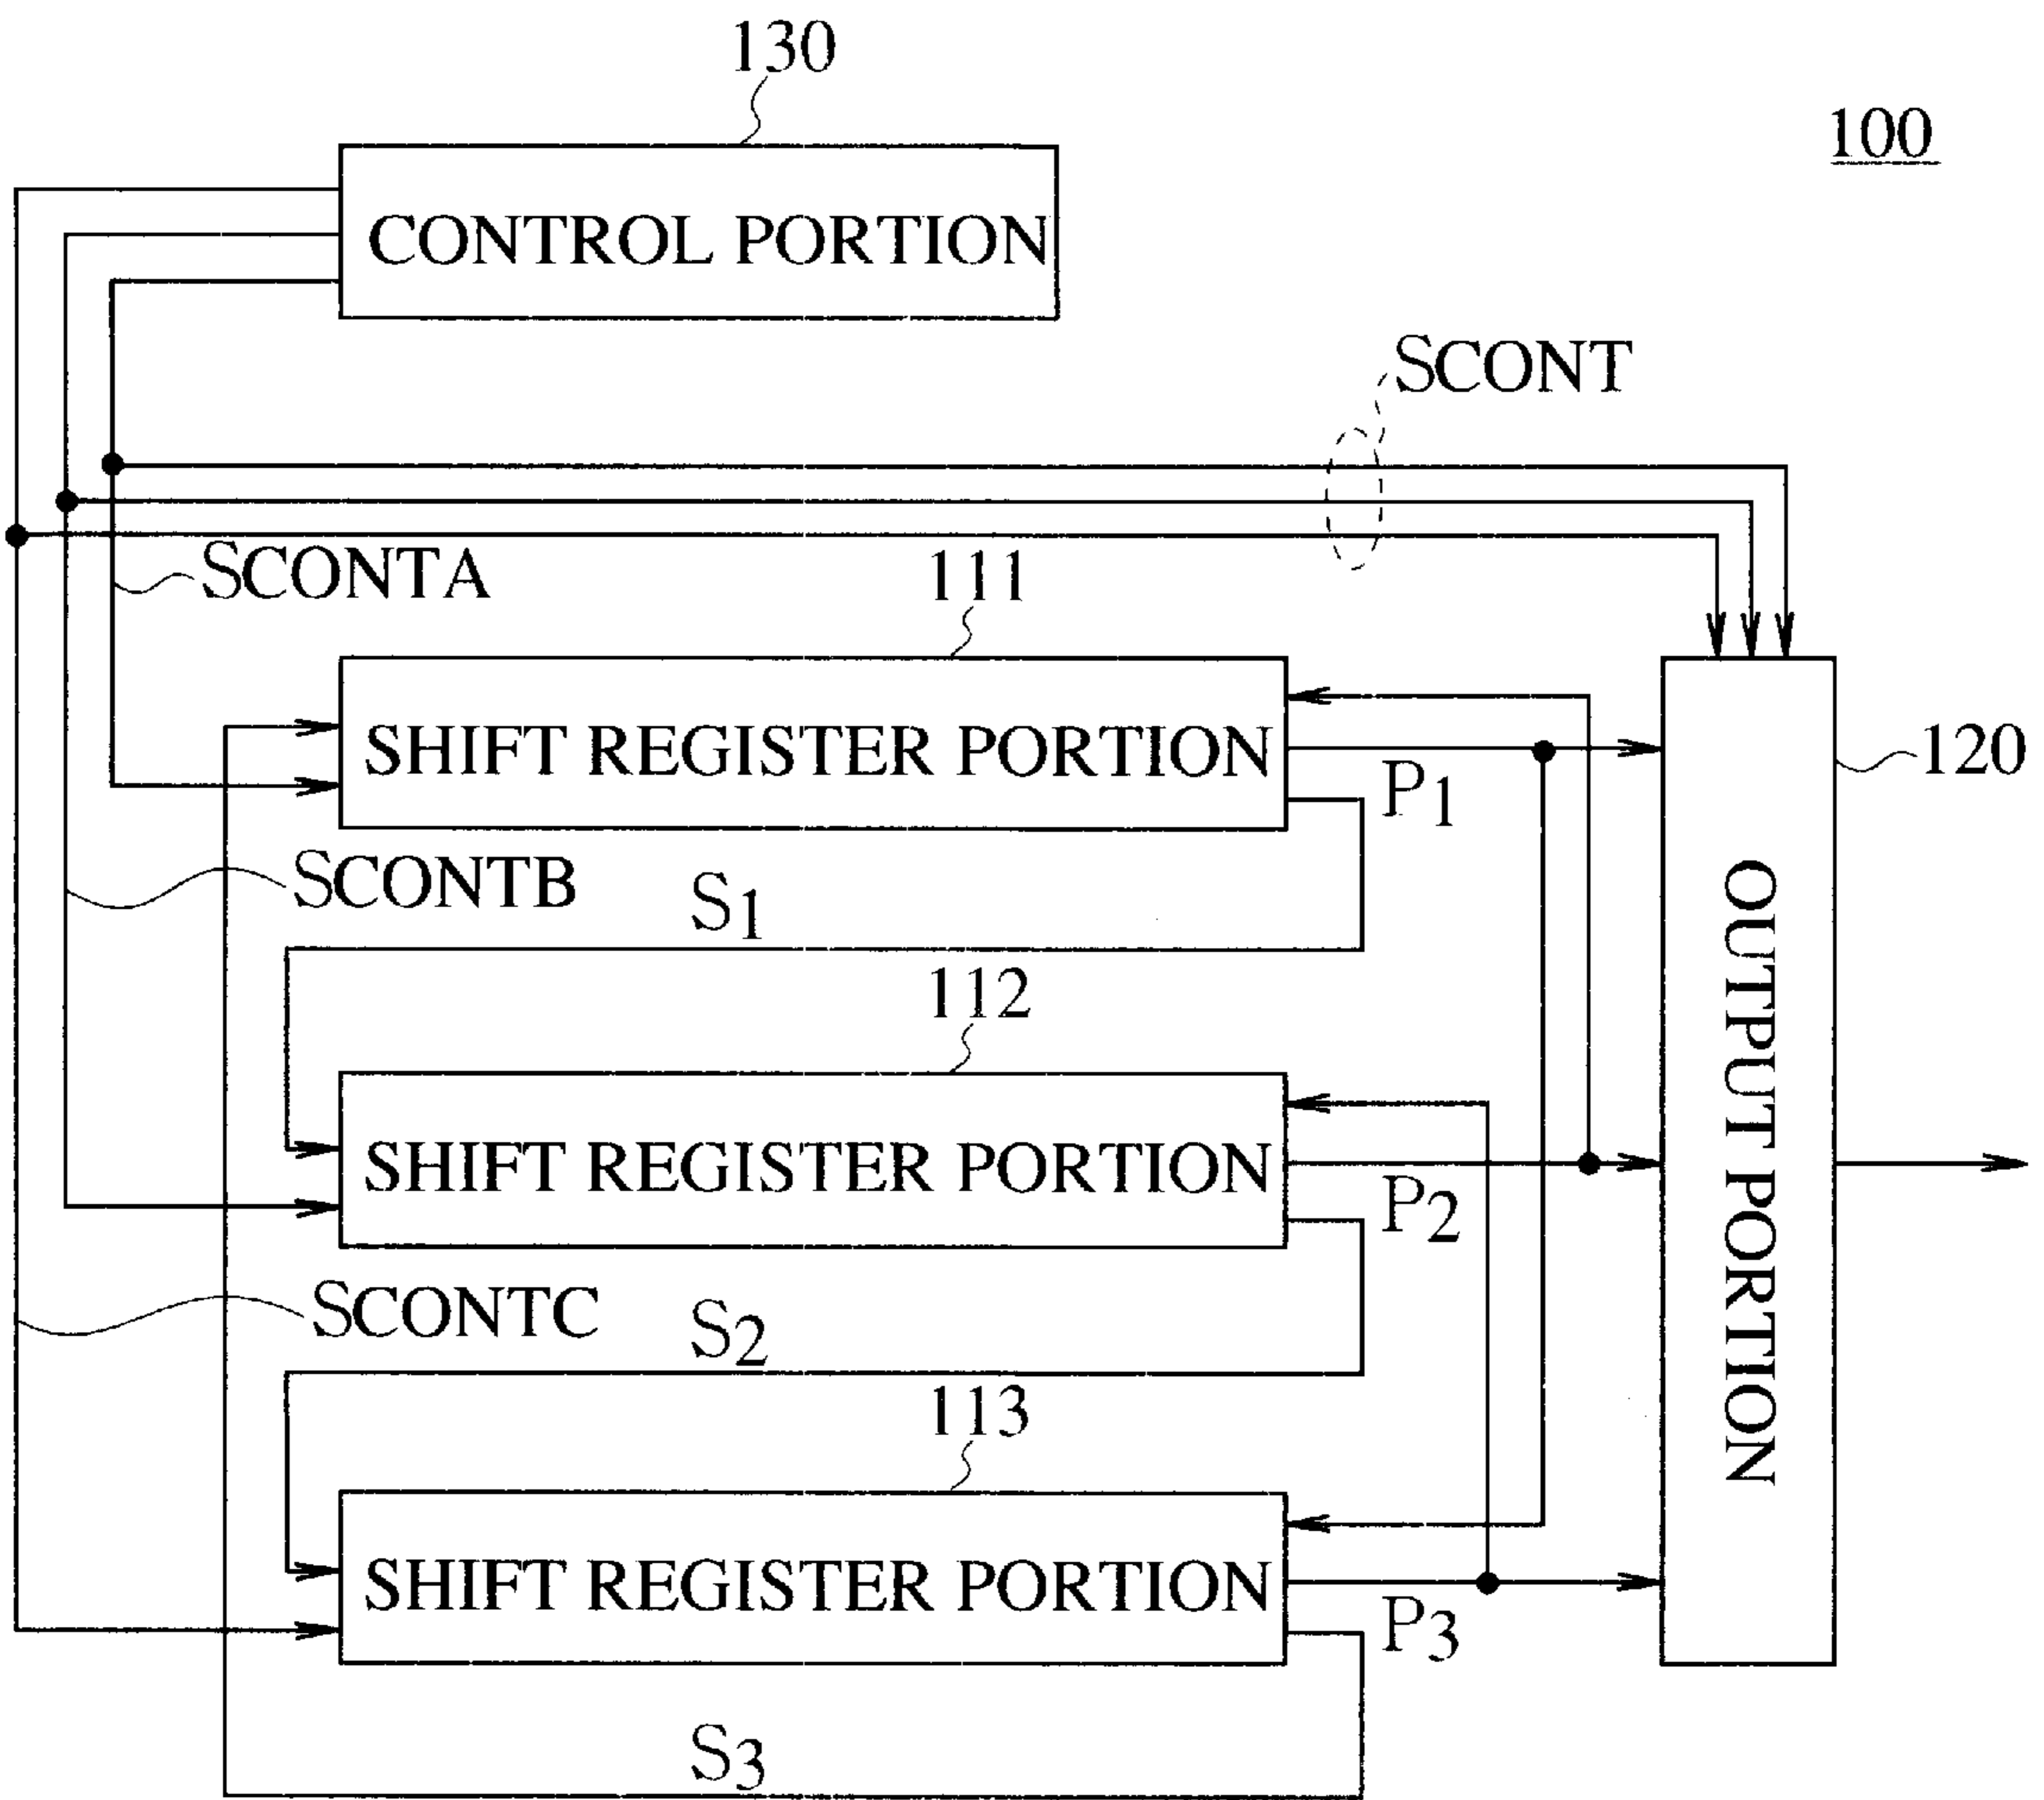 130
100
CONTROL PORTION
SCONT
SCONTA
111
SHIFT REGISTER PORTION
120
P1
SCONTB
S1
OUTPUT PORTION
112
SHIFT REGISTER PORTION
P2
SCONTC
S2
113
SHIFT REGISTER PORTION
P3
S3